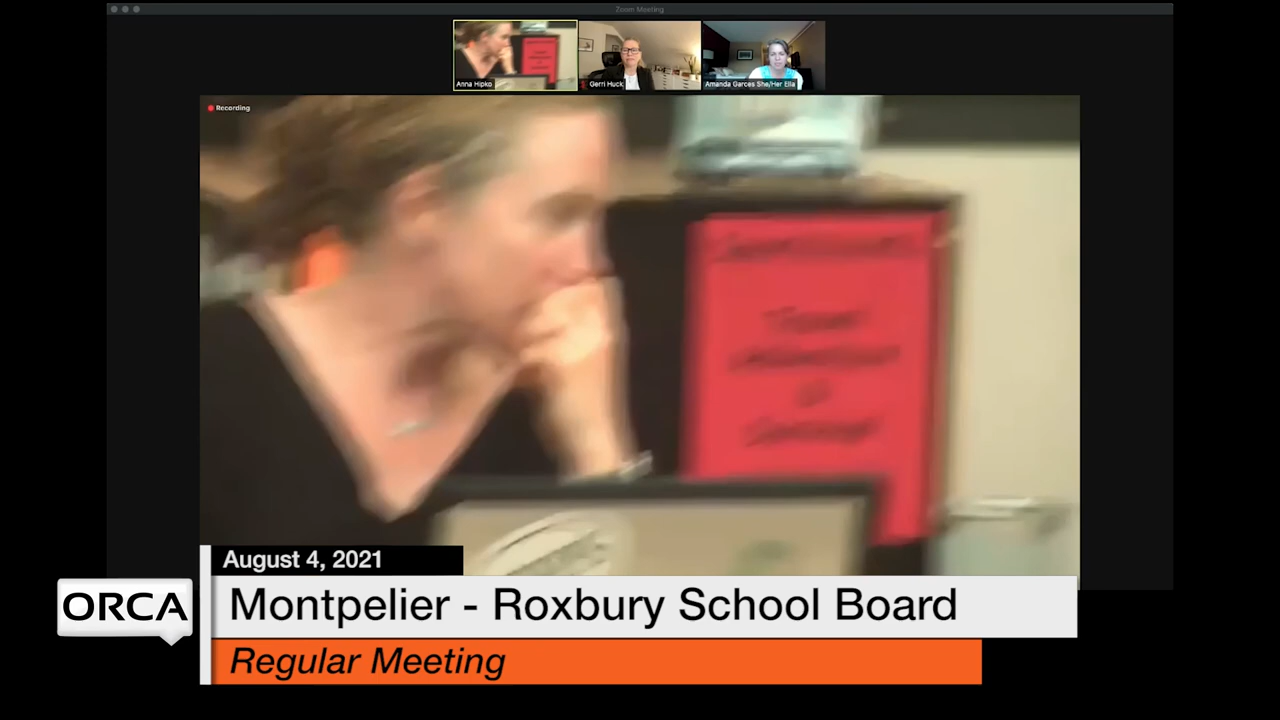 Zoom Meeting
Anna Hipko
Gerri Huck
Amanda Garces She/Her Ella
Recording
August 4, 2021
ORCA
Montpelier - Roxbury School Board
Regular Meeting